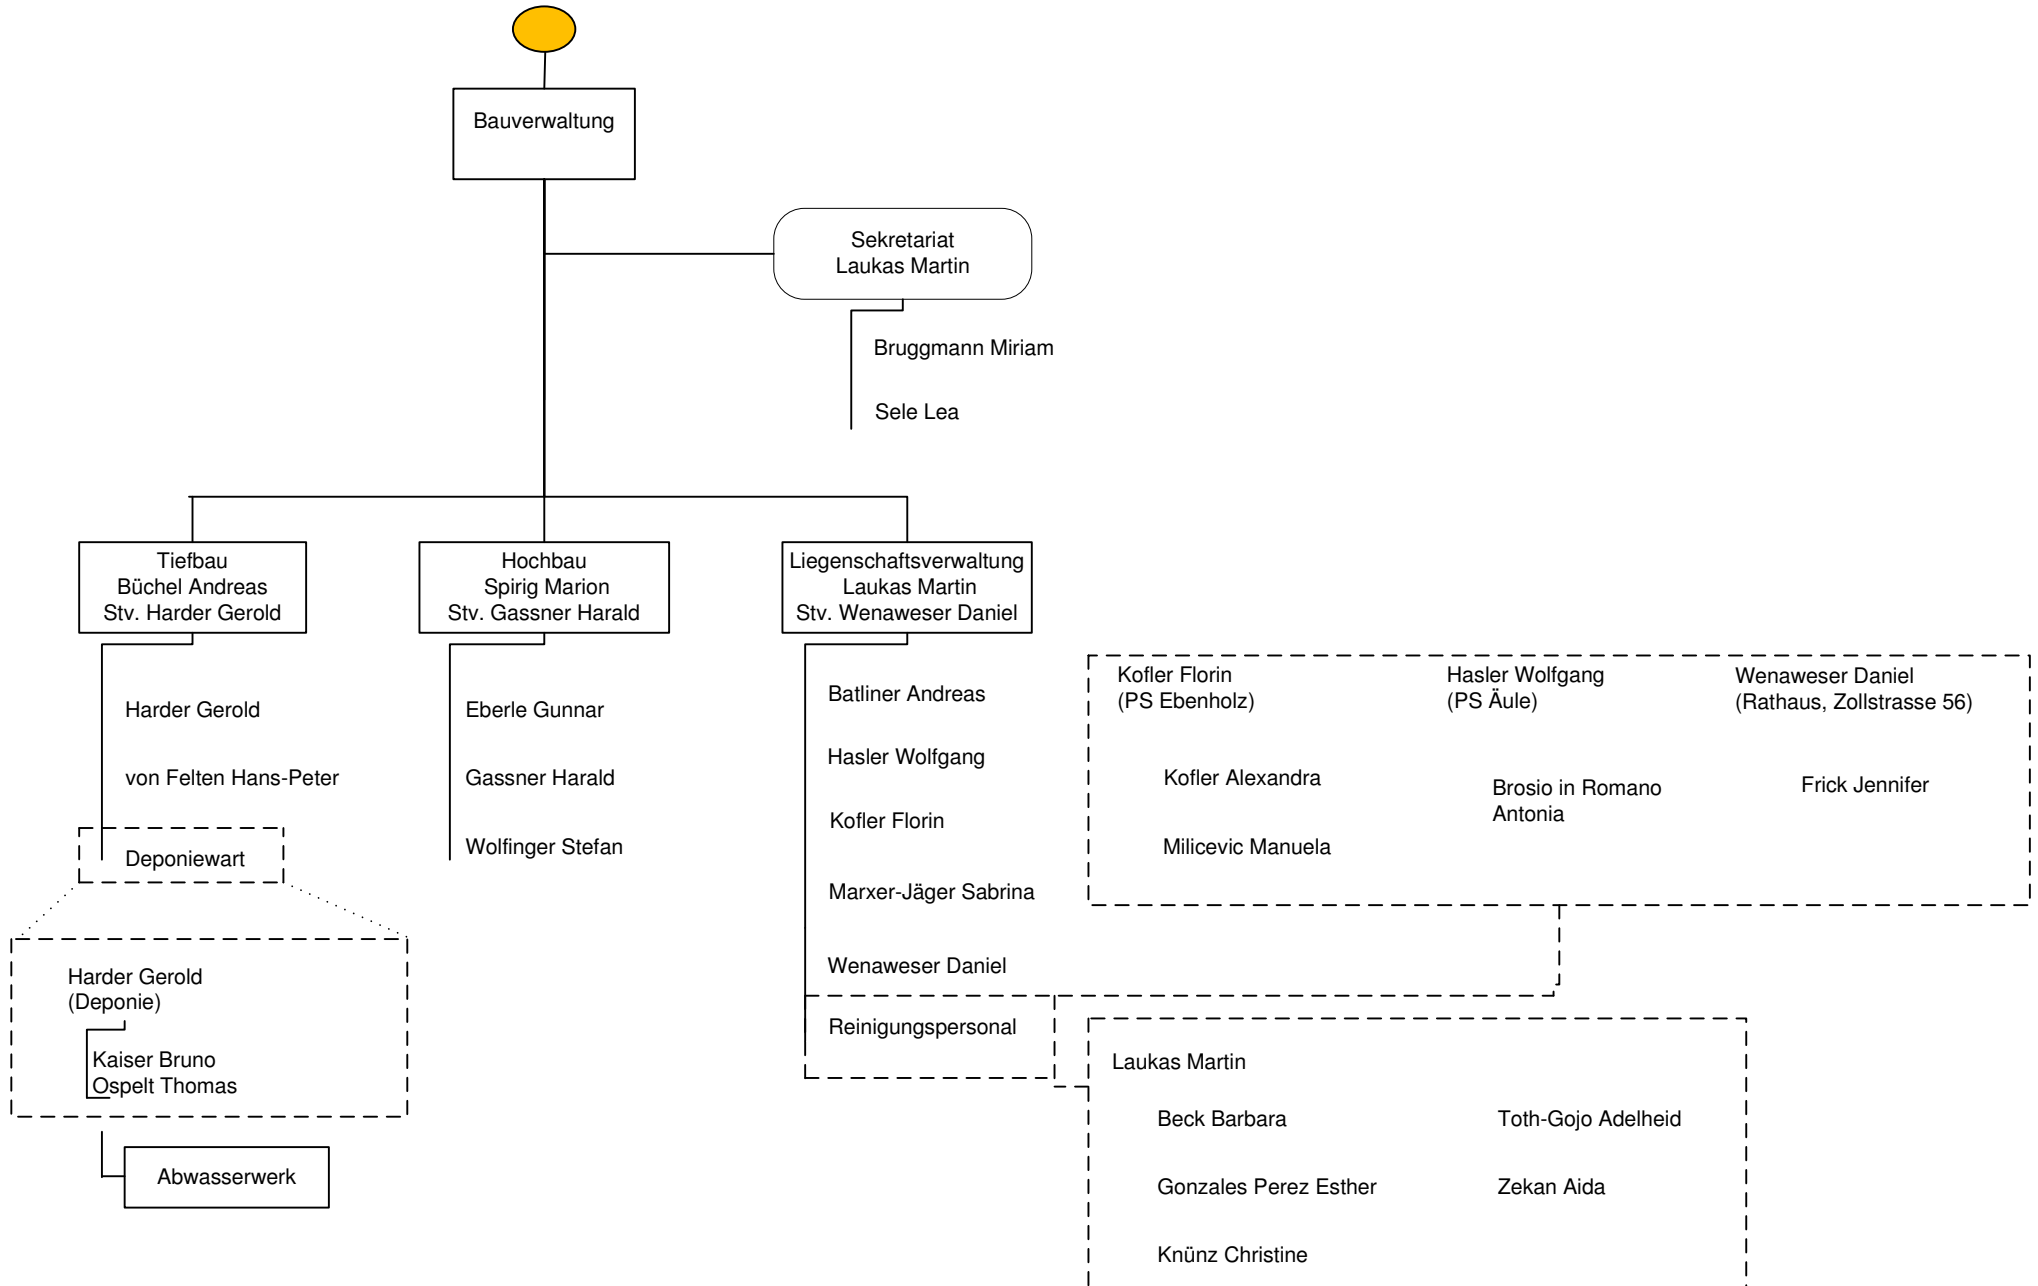 Bauverwaltung
Sekretariat
Laukas Martin
Bruggmann Miriam
Sele Lea
Tiefbau
Büchel Andreas
Stv. Harder Gerold
Hochbau
Spirig Marion
Stv. Gassner Harald
Liegenschaftsverwaltung
Laukas Martin
Stv. Wenaweser Daniel
Harder Gerold
von Felten Hans-Peter
Deponiewart
Harder Gerold
(Deponie)
Kaiser Bruno
Ospelt Thomas
Abwasserwerk
Eberle Gunnar
Gassner Harald
Wolfinger Stefan
Batliner Andreas
Hasler Wolfgang
Kofler Florin
Marxer-Jäger Sabrina
Wenaweser Daniel
Reinigungspersonal
Kofler Florin
(PS Ebenholz)
Kofler Alexandra
Milicevic Manuela
Hasler Wolfgang
(PS Äule)
Brosio in Romano
Antonia
Wenaweser Daniel
(Rathaus, Zollstrasse 56)
Frick Jennifer
Laukas Martin
Beck Barbara
Gonzales Perez Esther
Knünz Christine
Toth-Gojo Adelheid
Zekan Aida